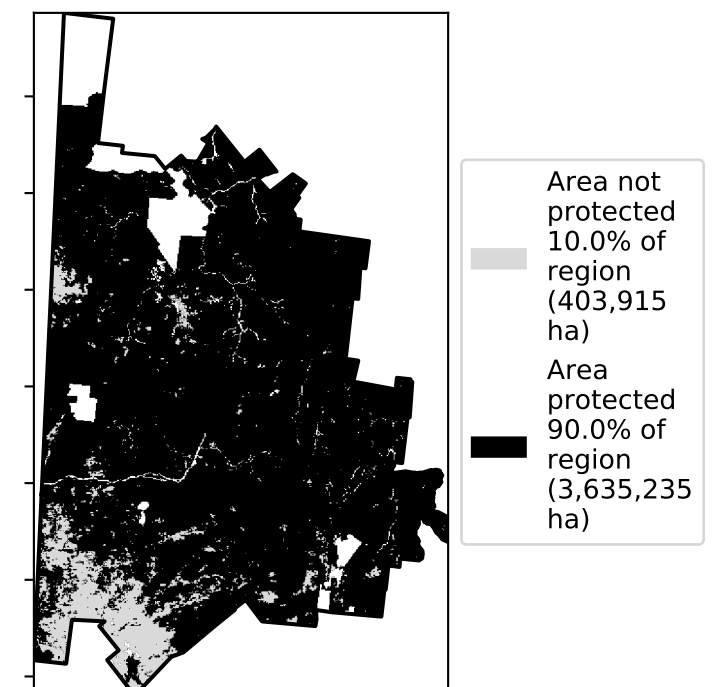 Area not
protected
10.0% of
region
(403,915
ha)
Area
protected
90.0% of
region
(3,635,235
ha)